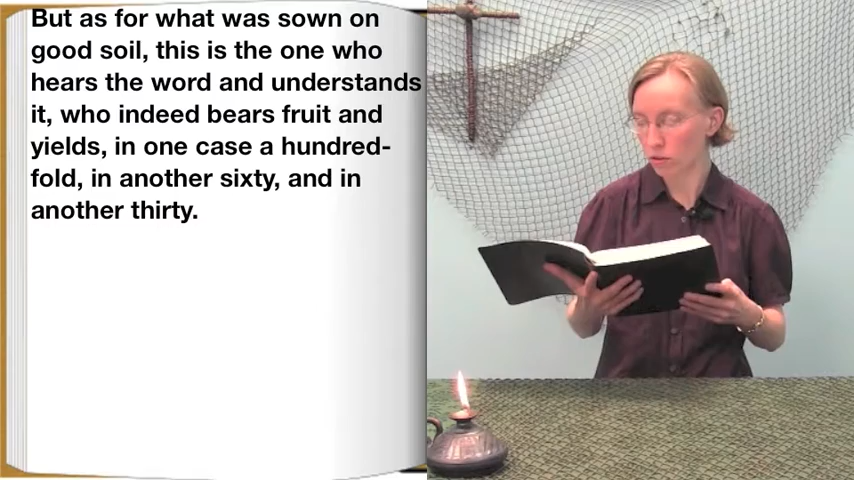 But as for what was sown on
good soil, this is the one who
hears the word and understands
it, who indeed bears fruit and
yields, in one case a hundred-
fold, in another sixty, and in
another thirty.